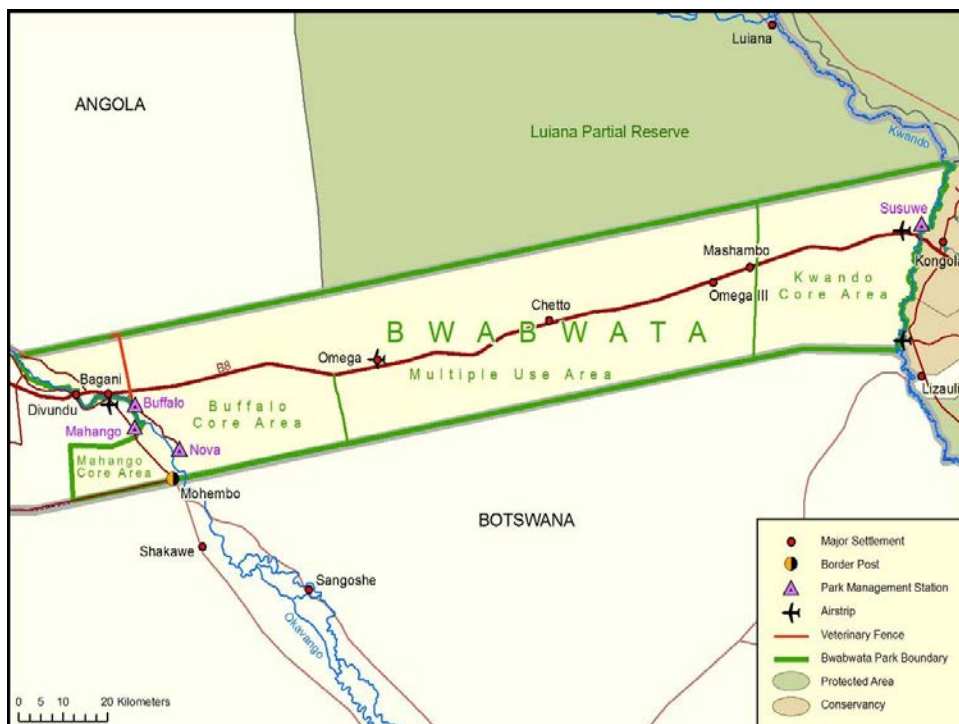 Luiana
ANGOLA
Luiana Partial Reserve
Kwando
Susuwe
Kongola
Mashambo
Omega III
Kwando
Core Area
Chetto
BWABWATA
Multiple Use Area
Omega
B8
Bagani
Divundu
Buffalo
Buffalo
Core Area
Mahango
Nova
Mahango
Core Area
Lizauli
Mohembo
BOTSWANA
Shakawe
Sangoshe
Okavango
Major Settlement
Border Post
Park Management Station
Airstrip
Veterinary Fence
Bwabwata Park Boundary
Protected Area
Conservancy
0 5 10 20 Kilometers